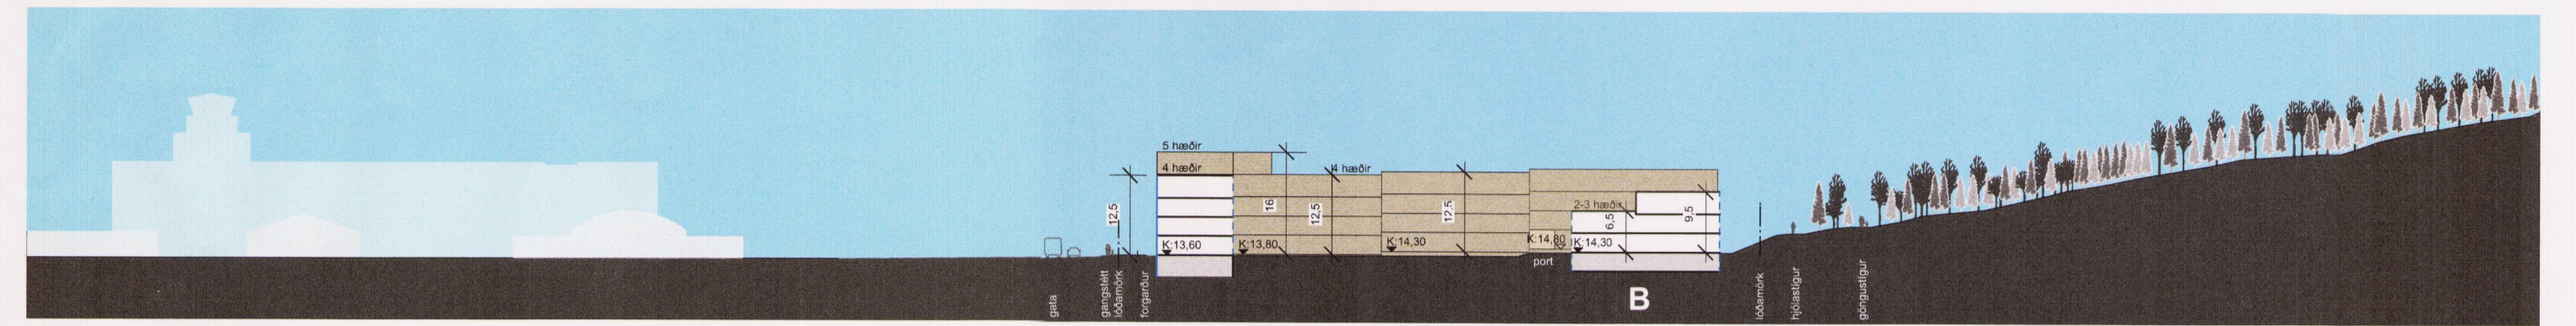 5 hæðir
4 hæðir
4 hæðir
2-3 hæðir
12,5
16
12,5
12,5
6,5
9,5
K:13,60
K:13,80
K:14,30
K:14,80
K:14,30
port
B
gata
gangstétt
lóðamörk
forgarður
lóðamörk
hjólastígur
göngustígur